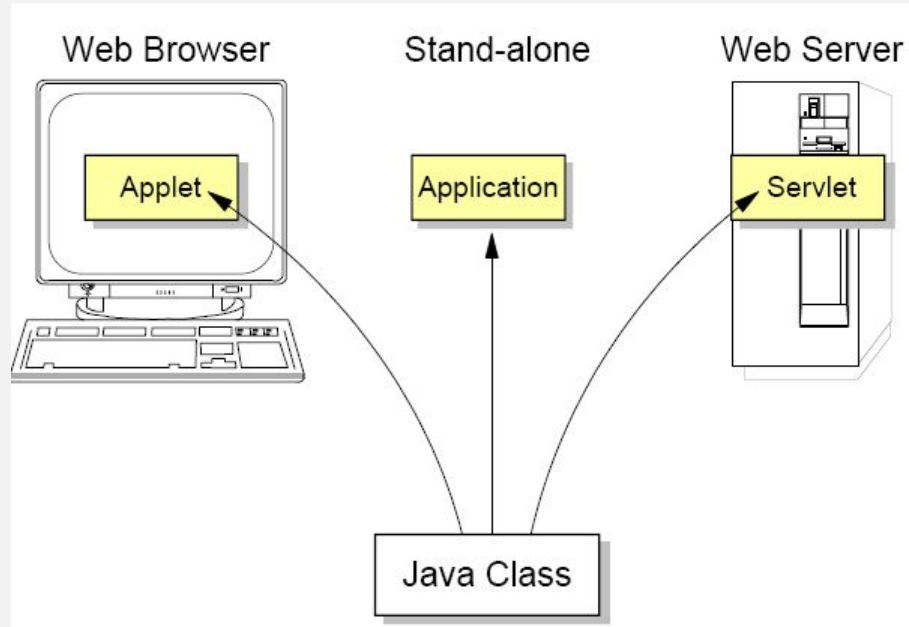 Web Browser
Stand-alone
Web Server
Applet
Application
Servlet
Java Class